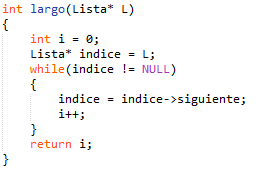 int largo(Lista* L)
{
    int i = 0;
    Lista* indice = L;
    while(indice != NULL)
    {
        indice = indice->siguiente;
        i++;
    }
    return i;
}